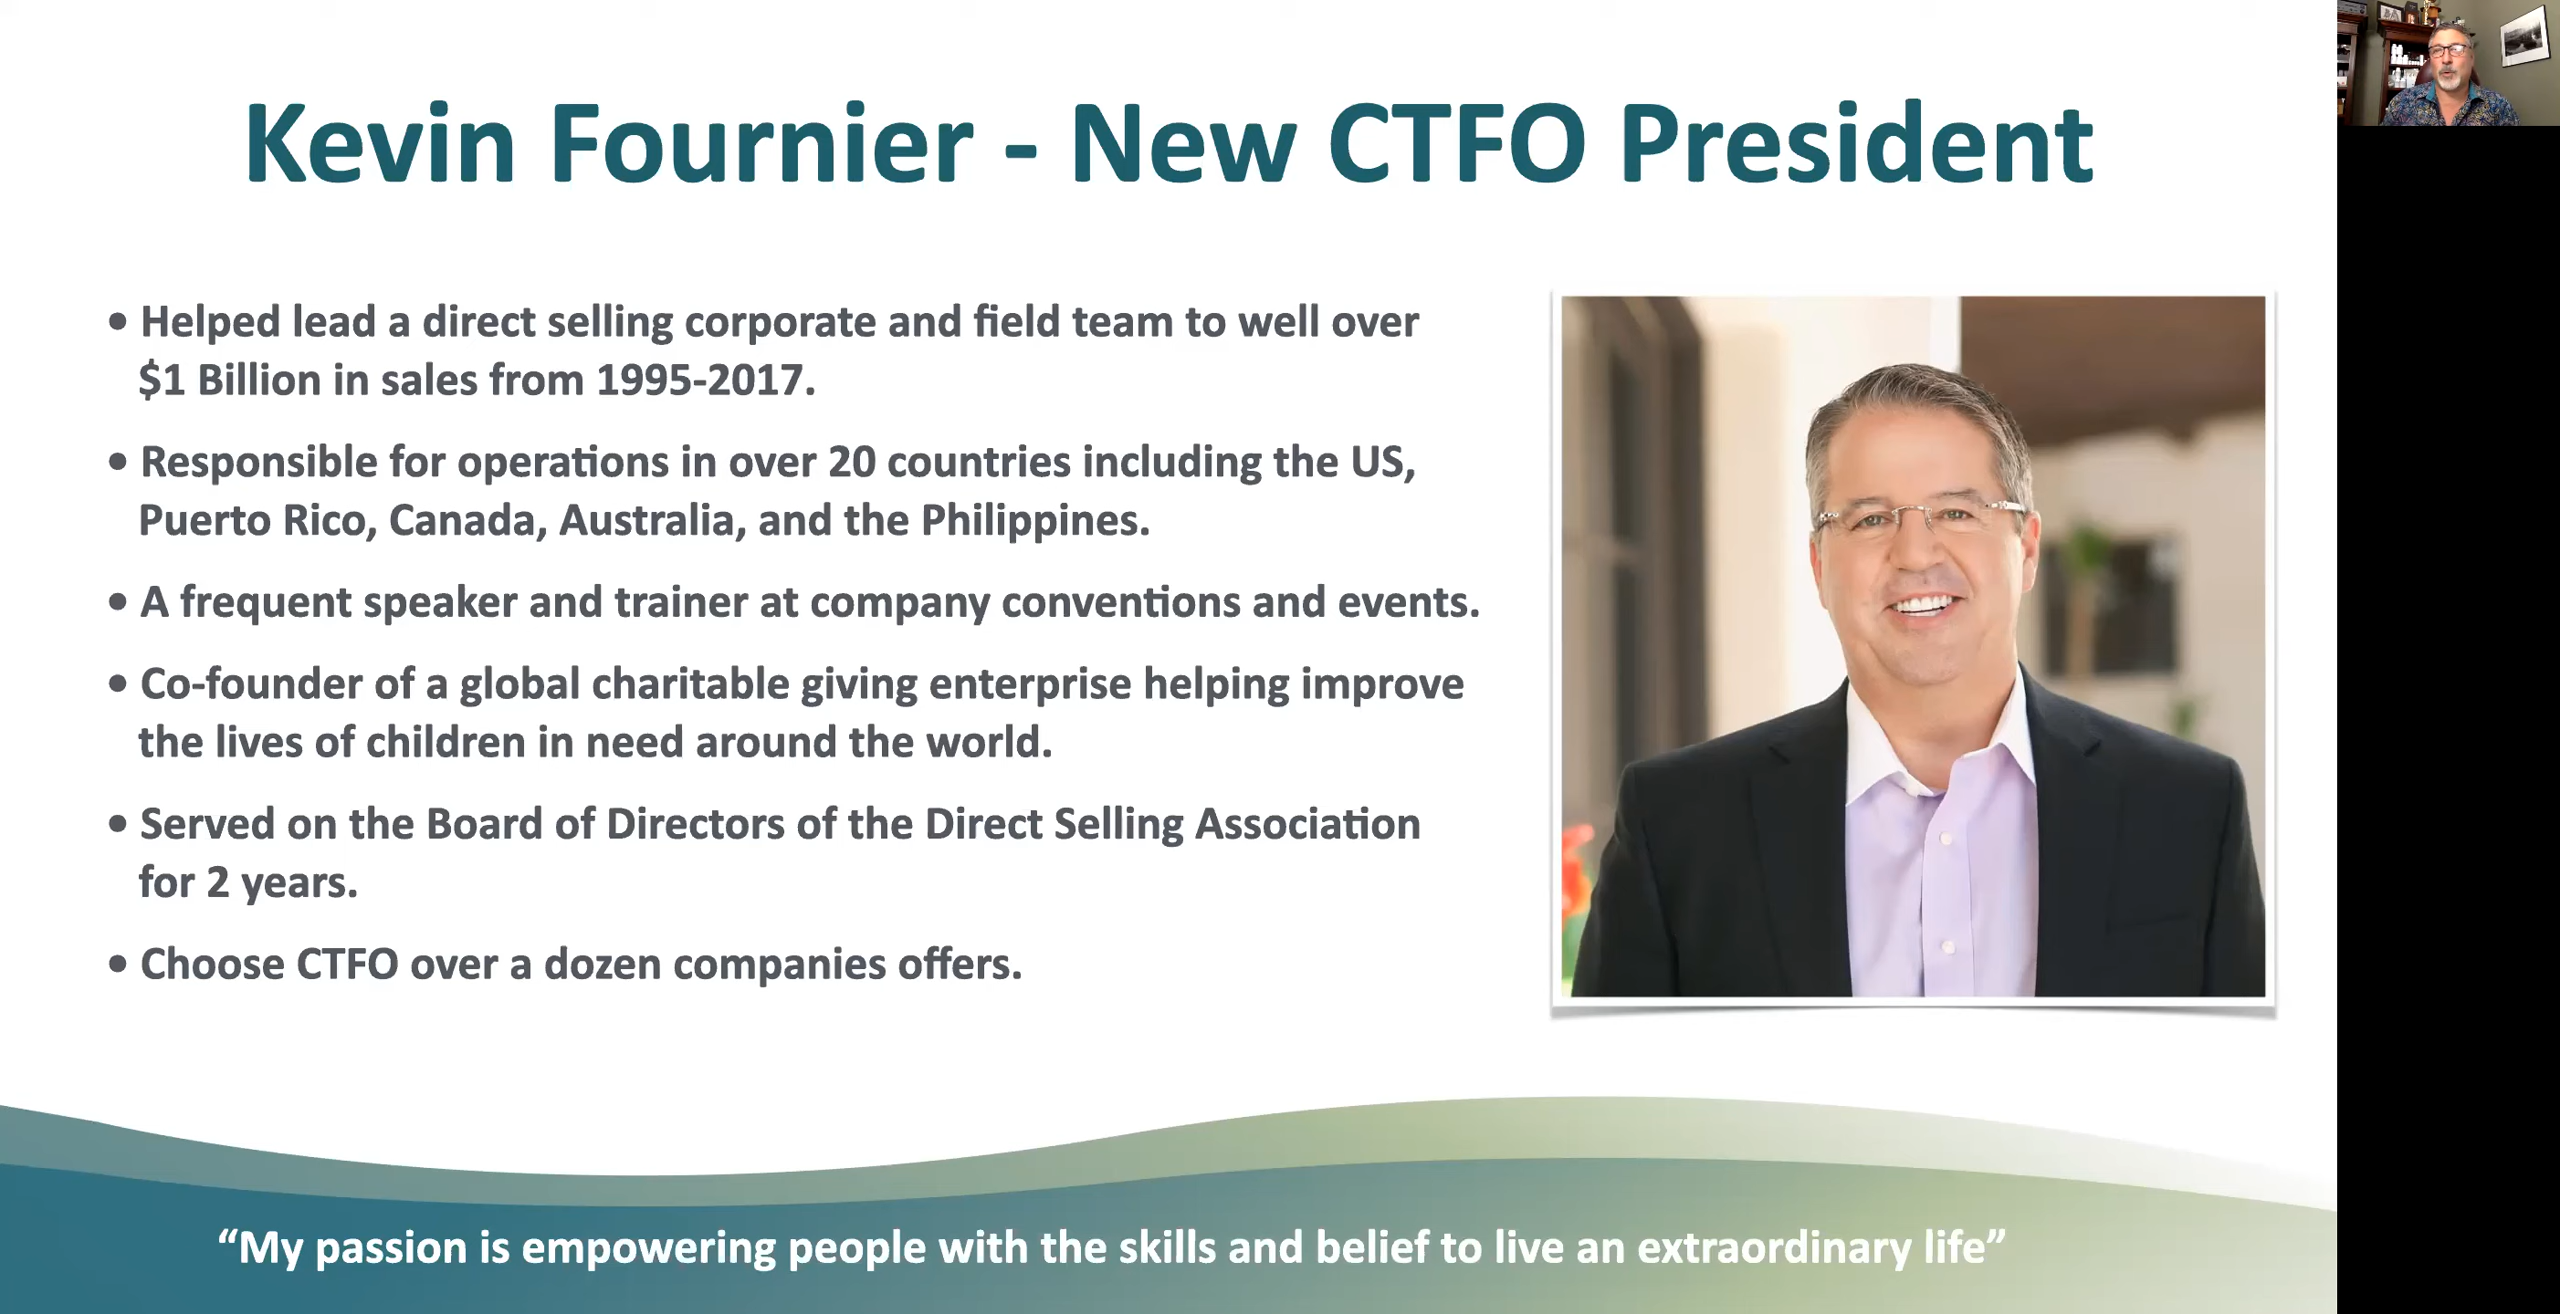 Kevin Fournier - New CTFO President
• Helped lead a direct selling corporate and field team to well over
$1 Billion in sales from 1995-2017.
• Responsible for operations in over 20 countries including the US,
Puerto Rico, Canada, Australia, and the Philippines.
• A frequent speaker and trainer at company conventions and events.
• Co-founder of a global charitable giving enterprise helping improve
the lives of children in need around the world.
• Served on the Board of Directors of the Direct Selling Association
for 2 years.
• Choose CTFO over a dozen companies offers.
“My passion is empowering people with the skills and belief to live an extraordinary life”